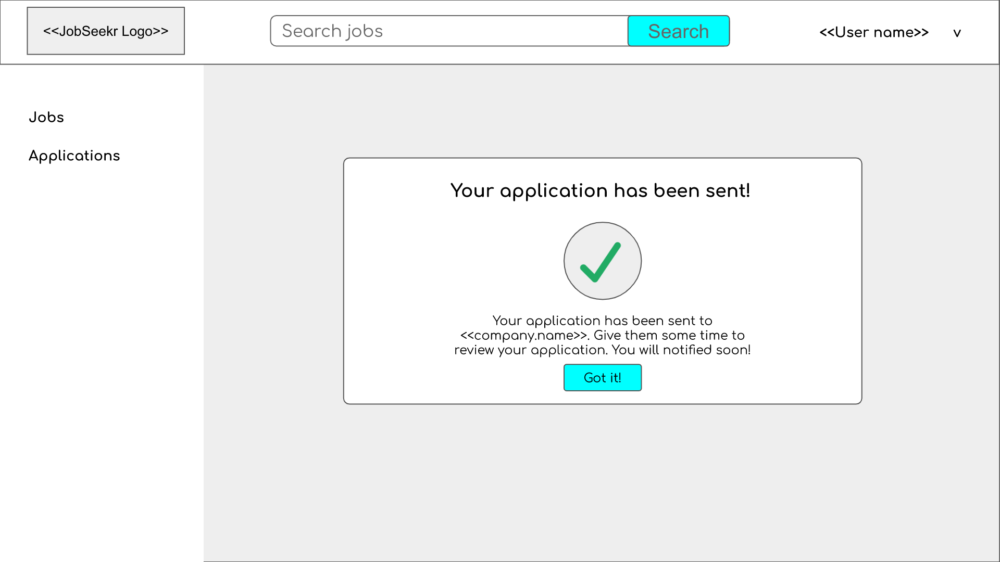 <<JobSeekr Logo>>
Search jobs
Search
<<User name>>
v
Jobs
Applications
Your application has been sent!
Your application has been sent to
<<company.name>>. Give them some time to
review your application. You will notified soon!
Got it!